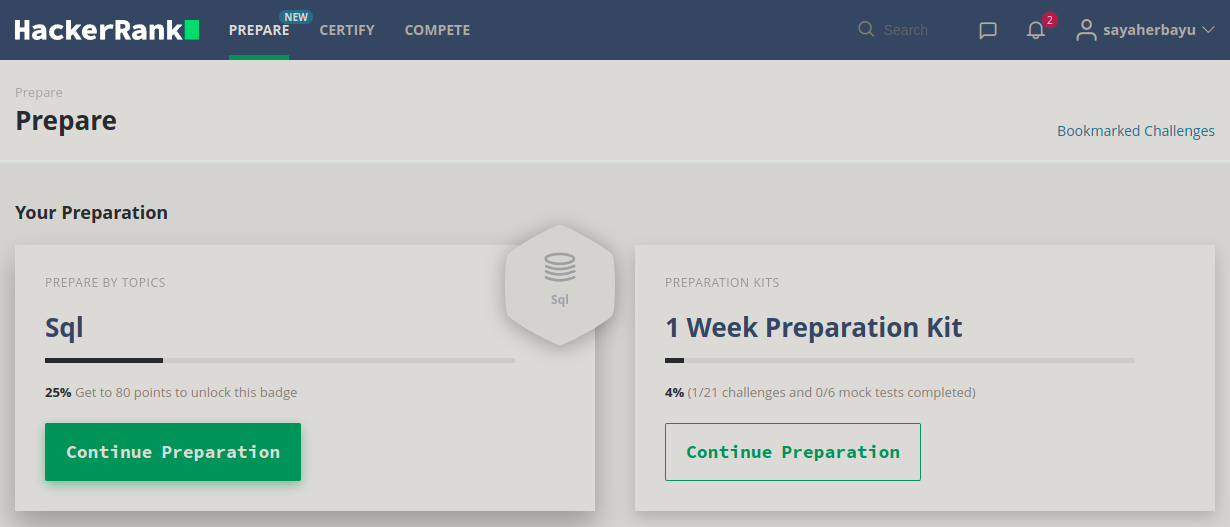 HackerRank PREPARE NEW CERTIFY COMPETE Search 2 sayaherbayu
Prepare
Prepare
Bookmarked Challenges
Your Preparation
PREPARE BY TOPICS
Sql
Sql
25% Get to 80 points to unlock this badge
Continue Preparation
PREPARATION KITS
1 Week Preparation Kit
4% (1/21 challenges and 0/6 mock tests completed)
Continue Preparation